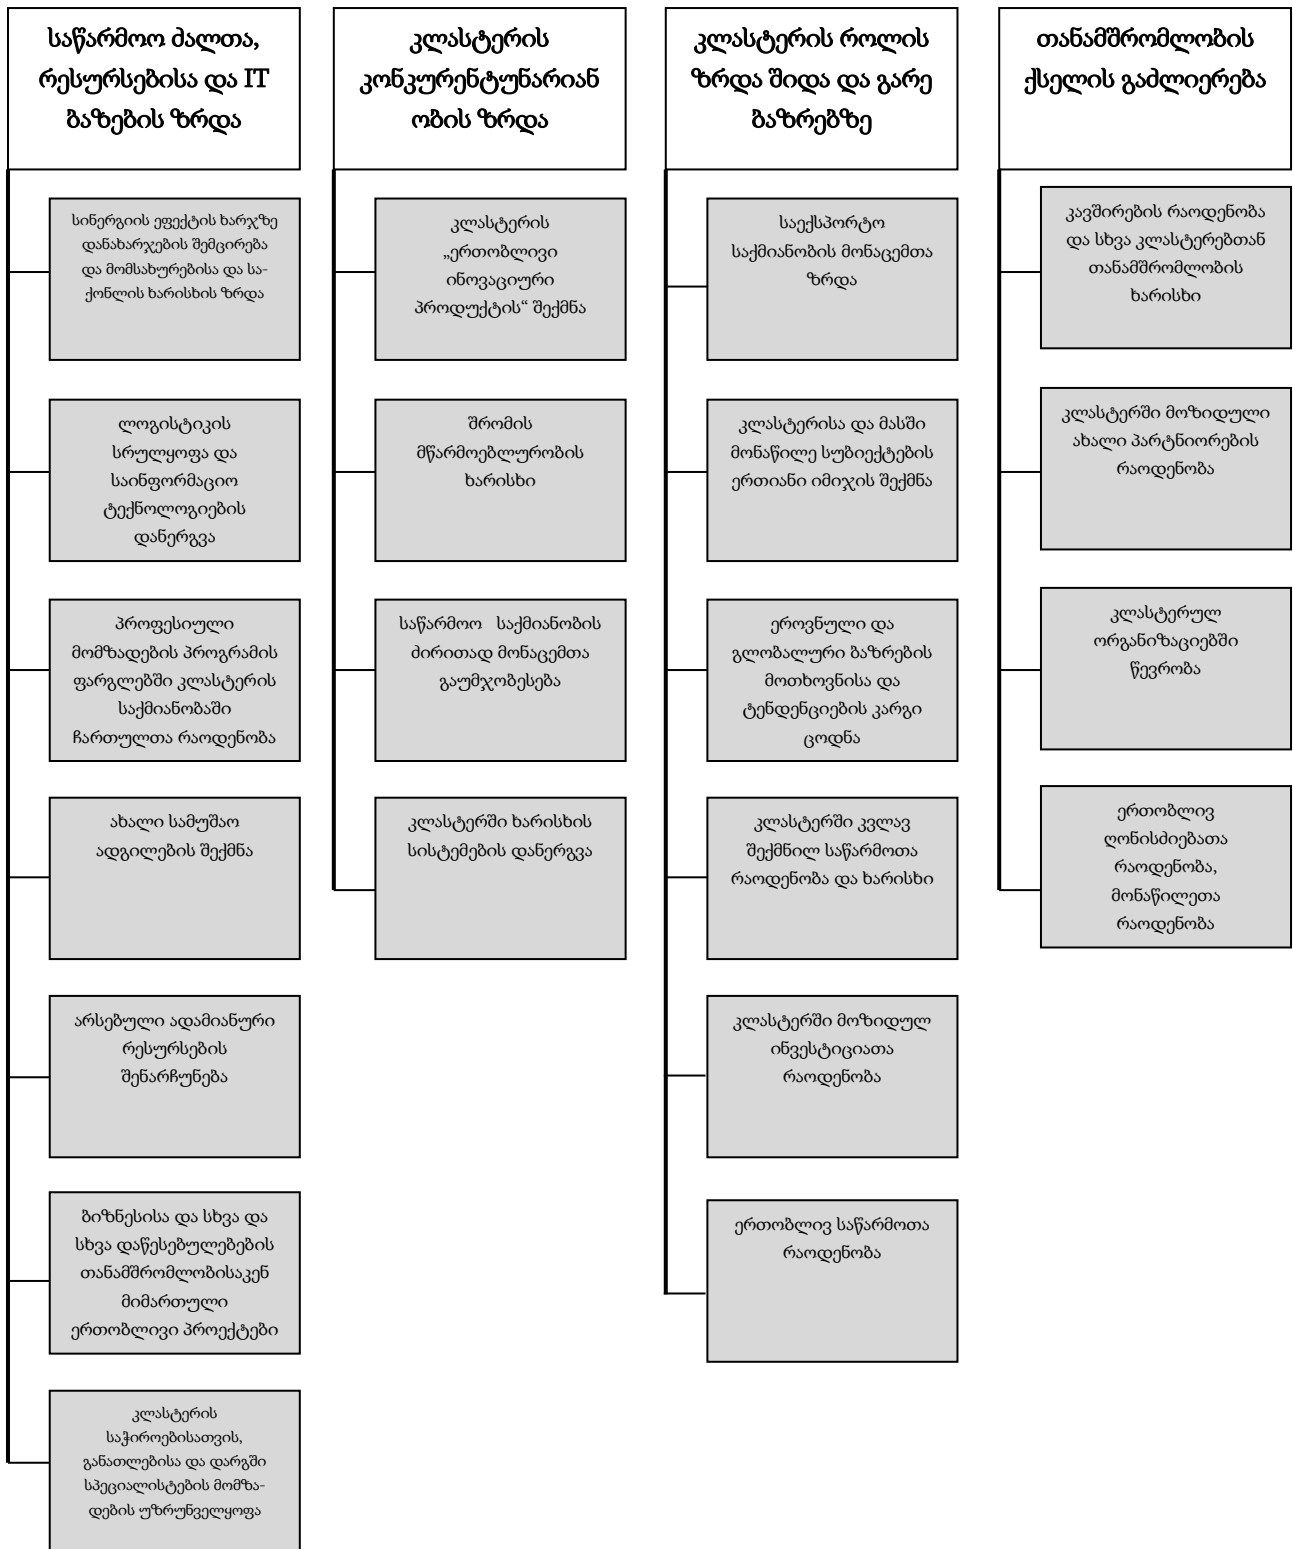 საწარმოო ძალთა,
რესურსებისა და IT
ბაზების ზრდა
სინერგიის ეფექტის ხარჯზე
დანახარჯების შემცირება
და მომსახურებისა და სა-
ქონლის ხარისხის ზრდა
ლოგისტიკის
სრულყოფა და
საინფორმაციო
ტექნოლოგიების
დანერგვა
პროფესიული
მომზადების პროგრამის
ფარგლებში კლასტერის
საქმიანობაში
ჩართულთა რაოდენობა
ახალი სამუშაო
ადგილების შექმნა
არსებული ადამიანური
რესურსების
შენარჩუნება
ბიზნესისა და სხვა და
სხვა დაწესებულებების
თანამშრომლობისაკენ
მიმართული
ერთობლივი პროექტები
კლასტერის
საჭიროებისათვის,
განათლებისა და დარგში
სპეციალისტების მომზა-
დების უზრუნველყოფა
კლასტერის
კონკურენტუნარიან
ობის ზრდა
კლასტერის
„ერთობლივი
ინოვაციური
პროდუქტის“ შექმნა
შრომის
მწარმოებლურობის
ხარისხი
საწარმოო საქმიანობის
ძირითად მონაცემთა
გაუმჯობესება
კლასტერში ხარისხის
სისტემების დანერგვა
კლასტერის როლის
ზრდა შიდა და გარე
ბაზრებზე
საექსპორტო
საქმიანობის მონაცემთა
ზრდა
კლასტერისა და მასში
მონაწილე სუბიექტების
ერთიანი იმიჯის შექმნა
ეროვნული და
გლობალური ბაზრების
მოთხოვნისა და
ტენდენციების კარგი
ცოდნა
კლასტერში კვლავ
შექმნილ საწარმოთა
რაოდენობა და ხარისხი
კლასტერში მოზიდულ
ინვესტიციათა
რაოდენობა
ერთობლივ საწარმოთა
რაოდენობა
თანამშრომლობის
ქსელის გაძლიერება
კავშირების რაოდენობა
და სხვა კლასტერებთან
თანამშრომლობის
ხარისხი
კლასტერში მოზიდული
ახალი პარტნიორების
რაოდენობა
კლასტერულ
ორგანიზაციებში
წევრობა
ერთობლივ
ღონისძიებათა
რაოდენობა,
მონაწილეთა
რაოდენობა